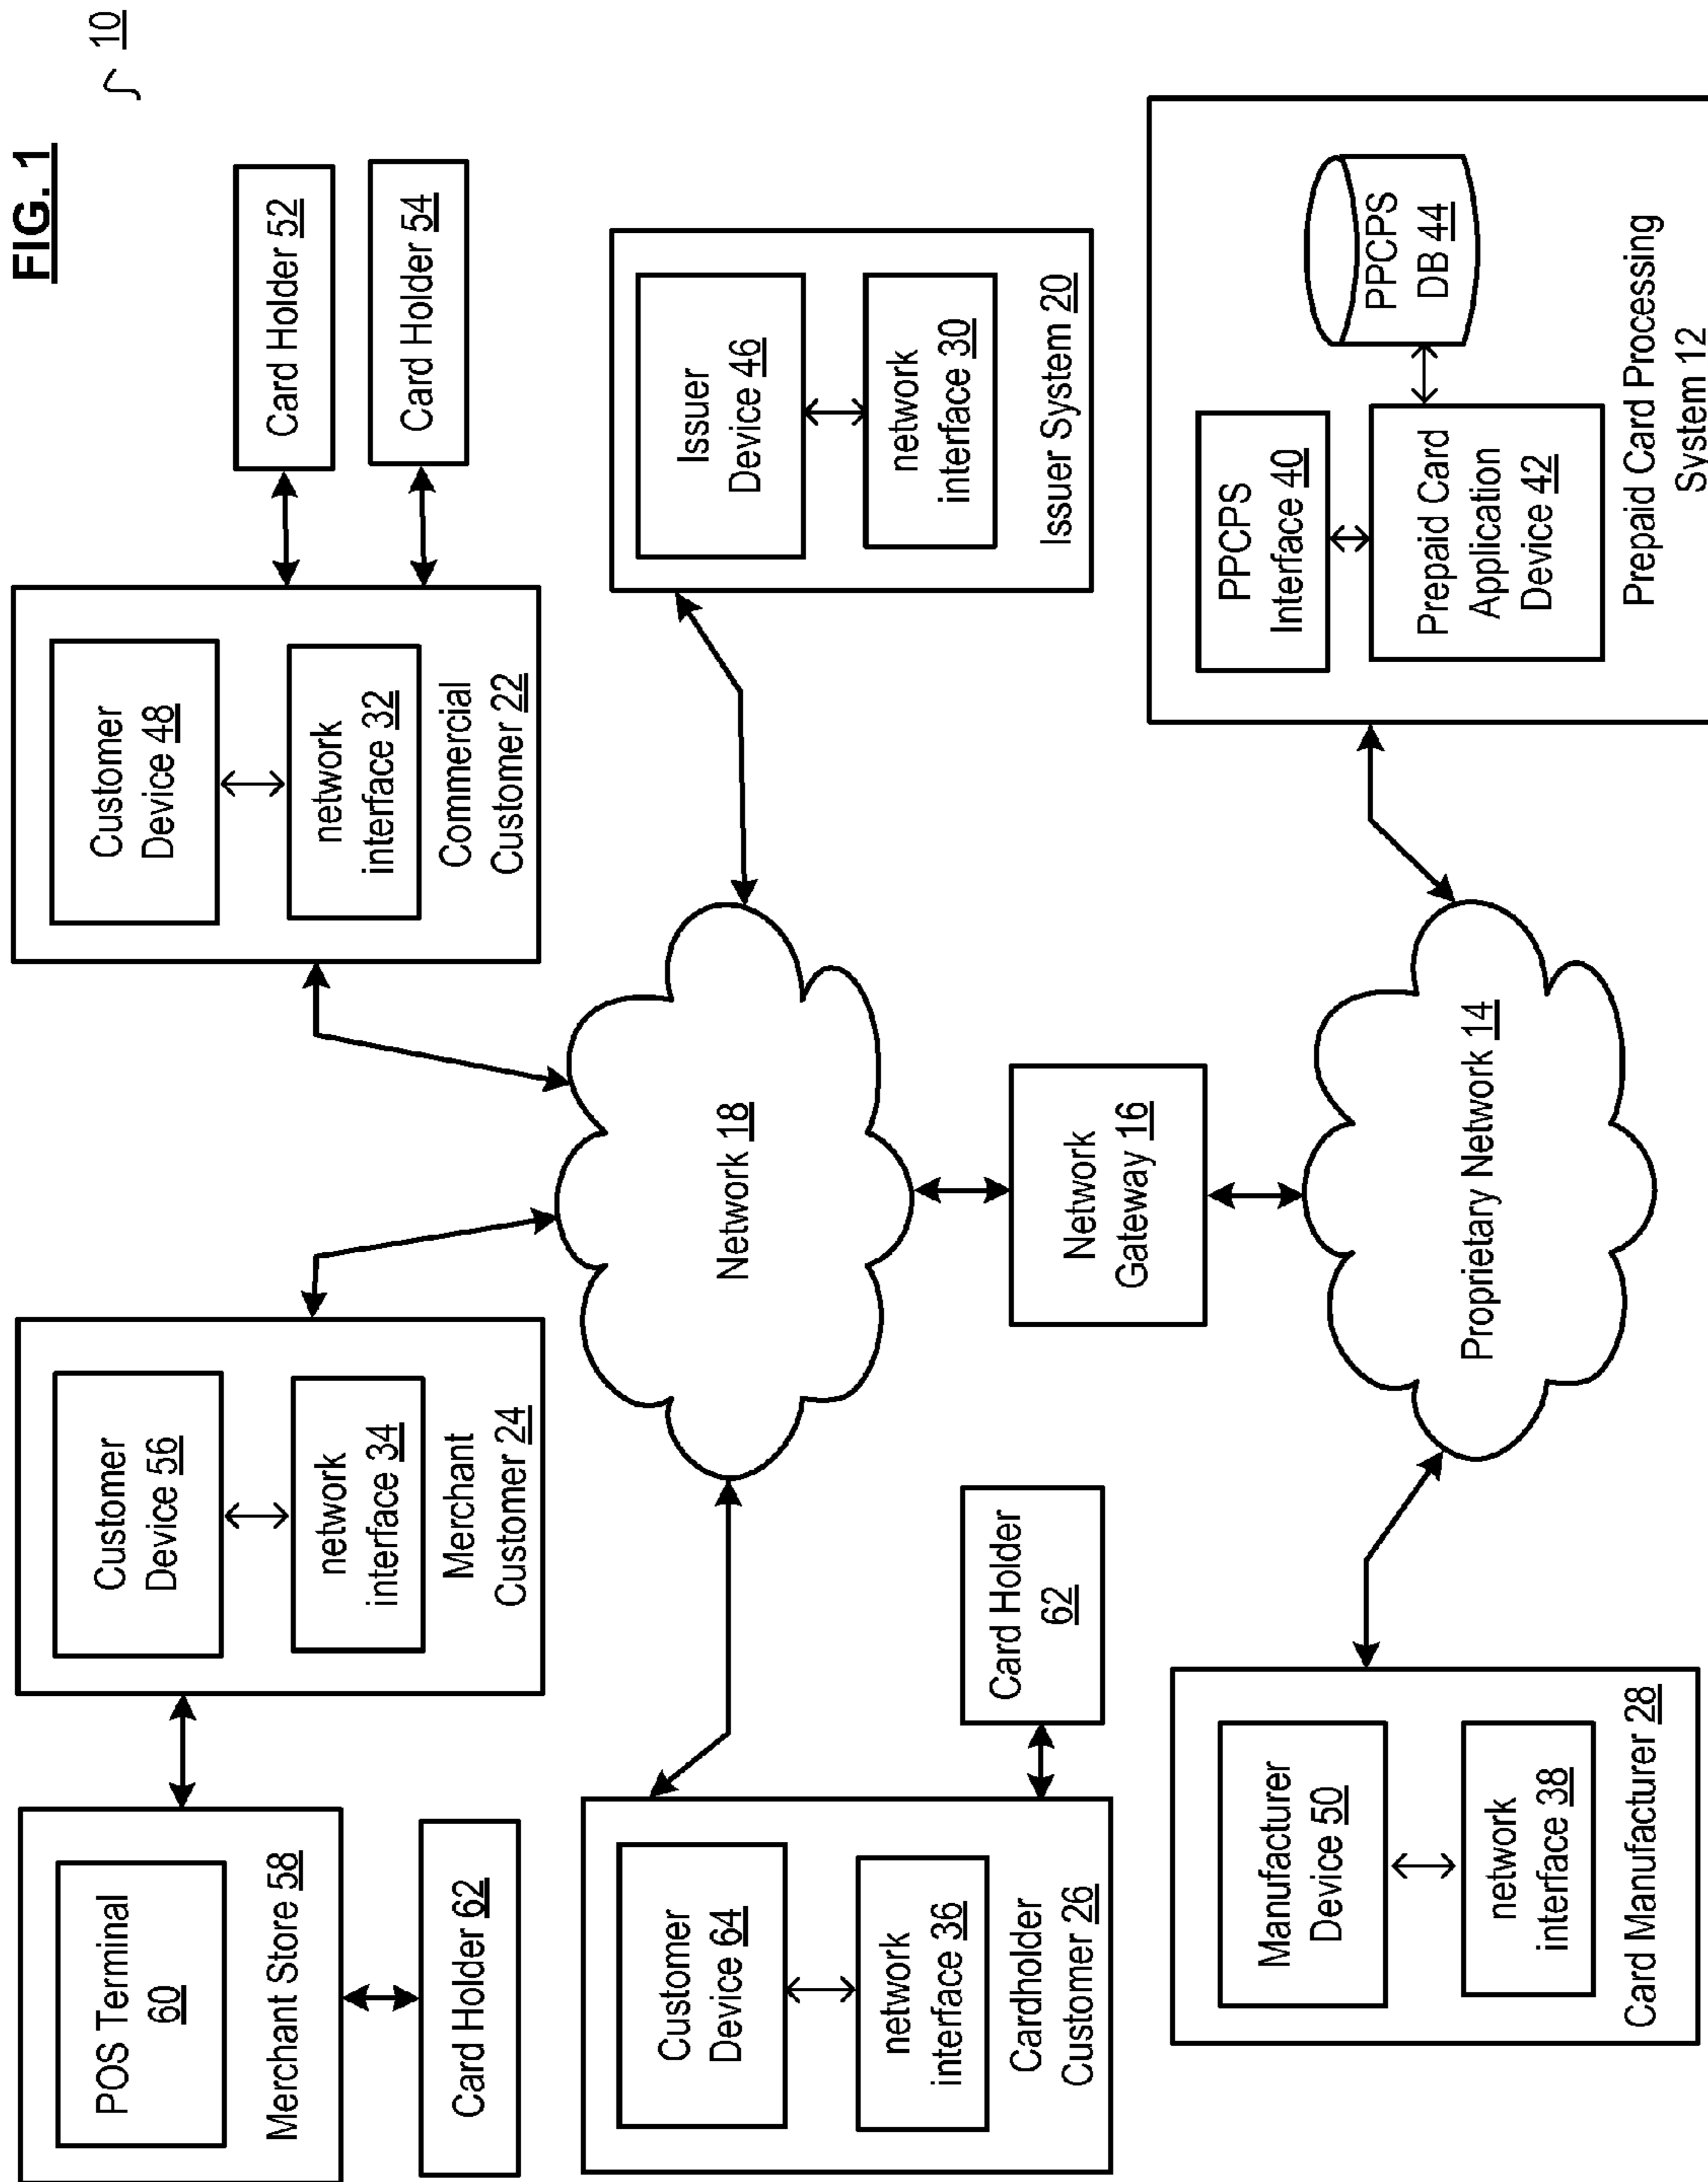 FIG. 1
10
POS Terminal
60
Merchant Store 58
Card Holder 62
Customer
Device 56
network
interface 34
Merchant
Customer 24
Customer
Device 48
network
interface 32
Commercial
Customer 22
Card Holder 52
Card Holder 54
Customer
Device 64
network
interface 36
Cardholder
Customer 26
Card Holder
62
Network 18
Issuer
Device 46
network
interface 30
Issuer System 20
Network
Gateway 16
Manufacturer
Device 50
network
interface 38
Card Manufacturer 28
Proprietary Network 14
PPCPS
Interface 40
Prepaid Card
Application
Device 42
PPCPS
DB 44
Prepaid Card Processing
System 12